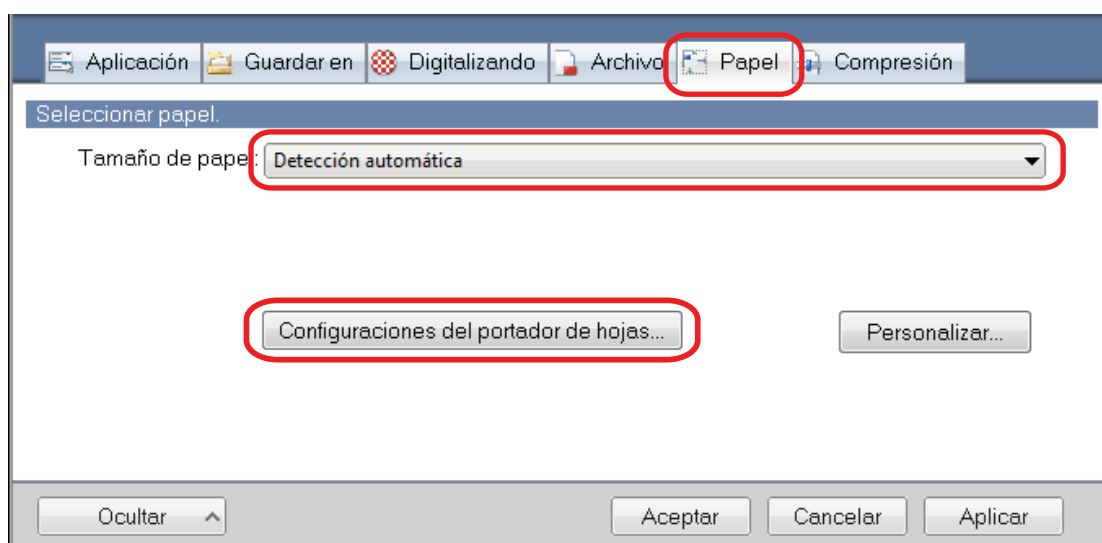 Aplicación Guardar en Digitalizando Archivo Papel Compresión
Seleccionar papel.
Tamaño de papel: Detección automática
Configuraciones del portador de hojas... Personalizar...
Ocultar Aceptar Cancelar Aplicar